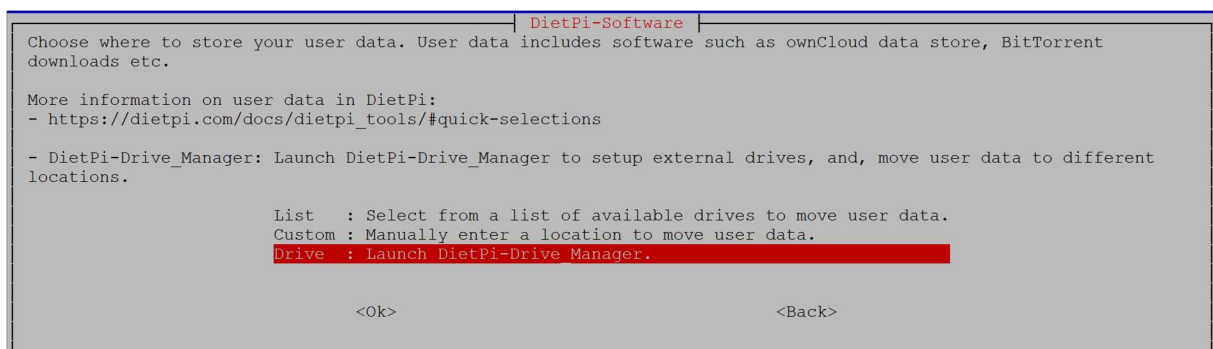 DietPi-Software
Choose where to store your user data. User data includes software such as ownCloud data store, BitTorrent
downloads etc.
More information on user data in DietPi:
- https://dietpi.com/docs/dietpi_tools/#quick-selections
- DietPi-Drive_Manager: Launch DietPi-Drive_Manager to setup external drives, and, move user data to different
locations.
List : Select from a list of available drives to move user data.
Custom : Manually enter a location to move user data.
Drive : Launch DietPi-Drive_Manager.
<Ok> <Back>